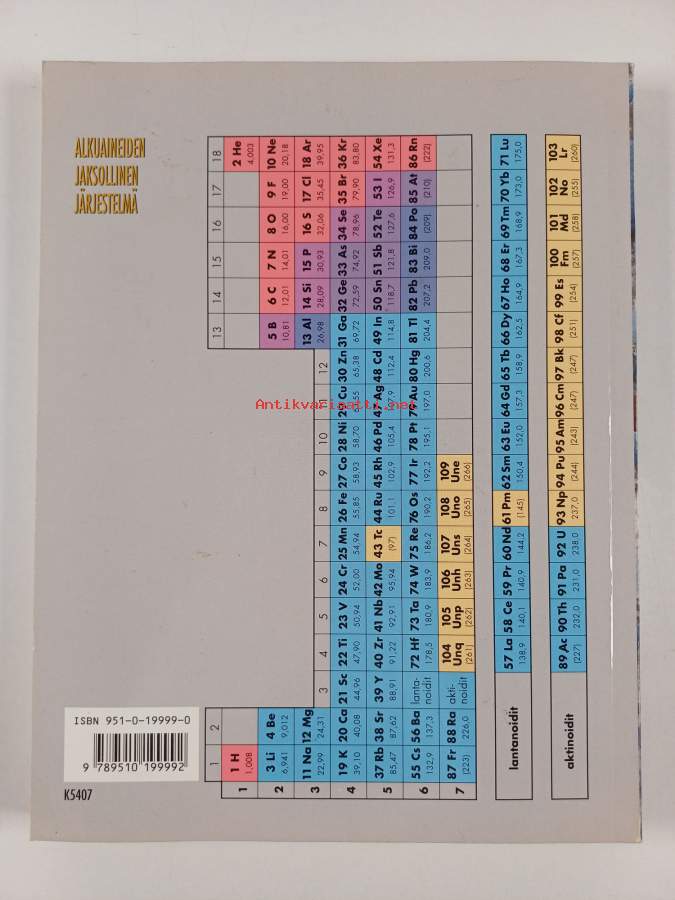 ALKUAINEIDEN
JAKSOLLINEN
JÄRJESTELMÄ
1 2 3 4 5 6 7 8 9 10 12 13 14 15 16 17 18
1 1 H 2 He
1,008 4,003
2 3 Li 4 Be 5 B 6 C 7 N 8 O 9 F 10 Ne
6,941 9,012 10,81 12,01 14,01 16,00 19,00 20,18
3 11 Na 12 Mg 13 Al 14 Si 15 P 16 S 17 Cl 18 Ar
22,99 24,31 26,98 28,09 30,93 32,06 35,45 39,95
4 19 K 20 Ca 21 Sc 22 Ti 23 V 24 Cr 25 Mn 26 Fe 27 Co 28 Ni 29 Cu 30 Zn 31 Ga 32 Ge 33 As 34 Se 35 Br 36 Kr
39,10 40,08 44,96 47,90 50,94 52,00 54,94 55,85 58,93 58,70 65,38 69,72 72,59 74,92 78,96 79,90 83,80
5 37 Rb 38 Sr 39 Y 40 Zr 41 Nb 42 Mo 43 Tc 44 Ru 45 Rh 46 Pd 47 Ag 48 Cd 49 In 50 Sn 51 Sb 52 Te 53 I 54 Xe
85,47 87,62 88,91 91,22 92,91 95,94 (97) 101,1 102,9 105,4 112,4 114,8 118,7 121,8 127,6 126,9 131,3
6 55 Cs 56 Ba lanta- 72 Hf 73 Ta 74 W 75 Re 76 Os 77 Ir 78 Pt 79 Au 80 Hg 81 Tl 82 Pb 83 Bi 84 Po 85 At 86 Rn
132,9 137,3 noidit 178,5 180,9 183,9 186,2 190,2 192,2 195,1 197,0 200,6 204,4 207,2 209,0 (209) (210) (222)
7 87 Fr 88 Ra akti- 104 105 106 107 108 109
(223) 226,0 noidit Unq Unp Unh Uns Uno Une
(261) (262) (263) (264) (265) (266)
lantanoidit 57 La 58 Ce 59 Pr 60 Nd 61 Pm 62 Sm 63 Eu 64 Gd 65 Tb 66 Dy 67 Ho 68 Er 69 Tm 70 Yb 71 Lu
138,9 140,1 140,9 144,2 (145) 150,4 152,0 157,3 158,9 162,5 164,9 167,3 168,9 173,0 175,0
aktinoidit 89 Ac 90 Th 91 Pa 92 U 93 Np 94 Pu 95 Am 96 Cm 97 Bk 98 Cf 99 Es 100 101 102 103
Fm Md No Lr
(227) 232,0 231,0 238,0 237,0 (244) (243) (247) (247) (251) (254) (257) (258) (255) (260)
ISBN 951-0-19999-0
9 789510 199992
K5407
Antikvariaatti.net